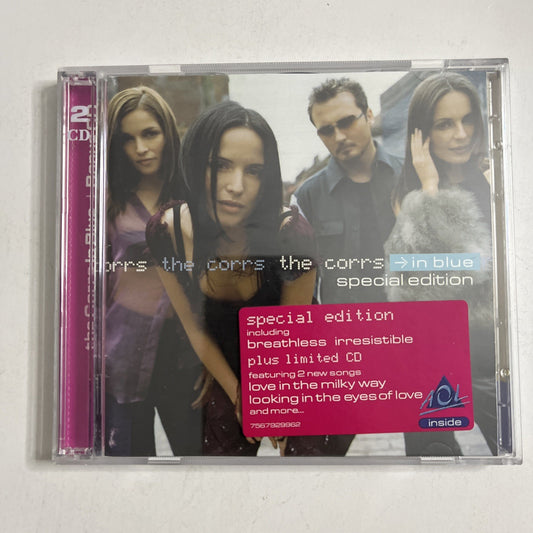 2
CD
the Corrs In Blue
orrs the corrs the corrs → in blue
special edition
special edition
including
breathless irresistible
plus limited CD
featuring 2 new songs
love in the milky way
looking in the eyes of love
and more...
7567929962
AOL
inside